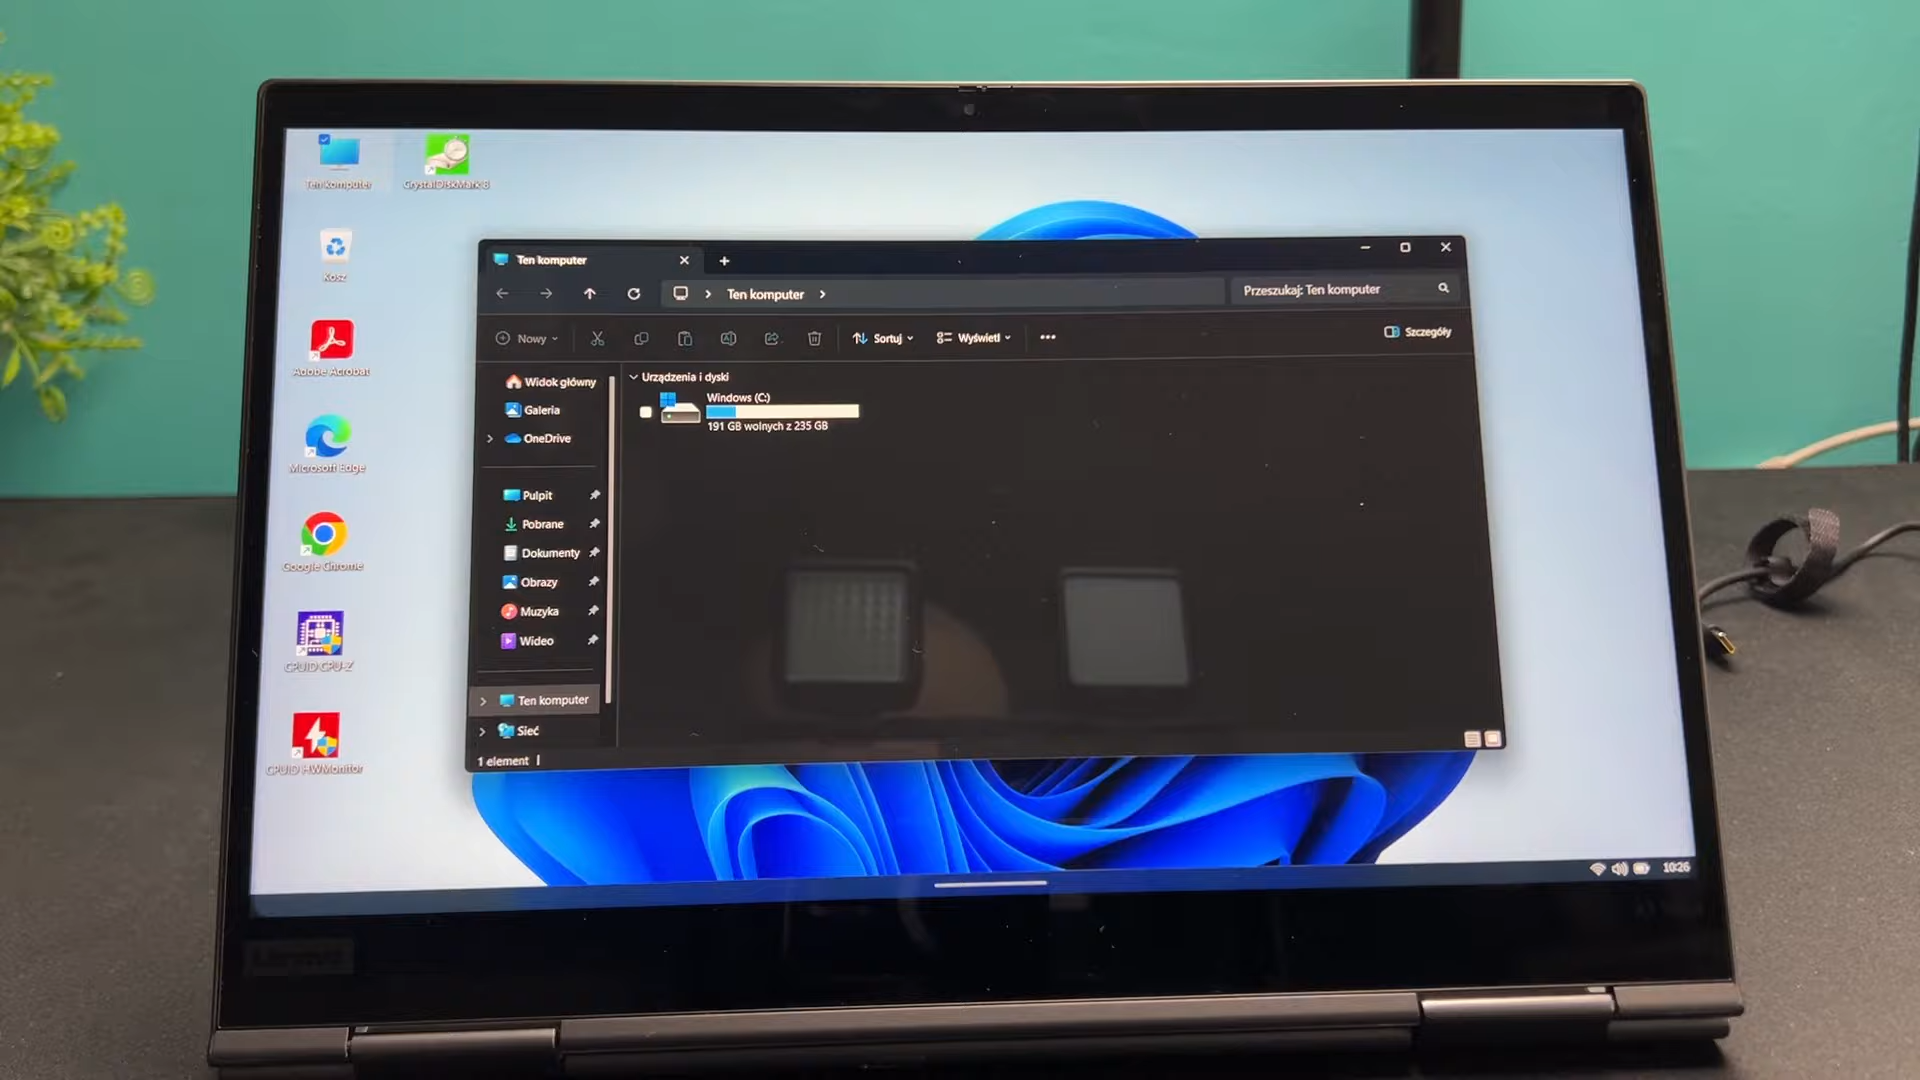 Ten komputer
CrystalDiskMark 8
Kosz
Adobe Acrobat
Microsoft Edge
Google Chrome
CPUID CPU-Z
CPUID HWMonitor
Ten komputer
Ten komputer
Przeszukaj: Ten komputer
Nowy
Sortuj
Wyświetl
Szczegóły
Widok główny
Galeria
OneDrive
Pulpit
Pobrane
Dokumenty
Obrazy
Muzyka
Wideo
Ten komputer
Sieć
Urządzenia i dyski
Windows (C:)
191 GB wolnych z 235 GB
1 element
10:26
Lenovo